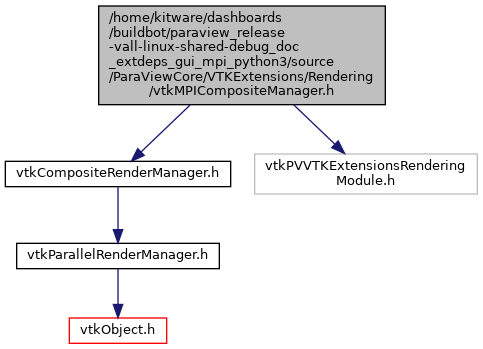 /home/kitware/dashboards
/buildbot/paraview_release
-vall-linux-shared-debug_doc
_extdeps_gui_mpi_python3/source
/ParaViewCore/VTKExtensions/Rendering
/vtkMPICompositeManager.h
vtkCompositeRenderManager.h
vtkPVVTKExtensionsRendering
Module.h
vtkParallelRenderManager.h
vtkObject.h